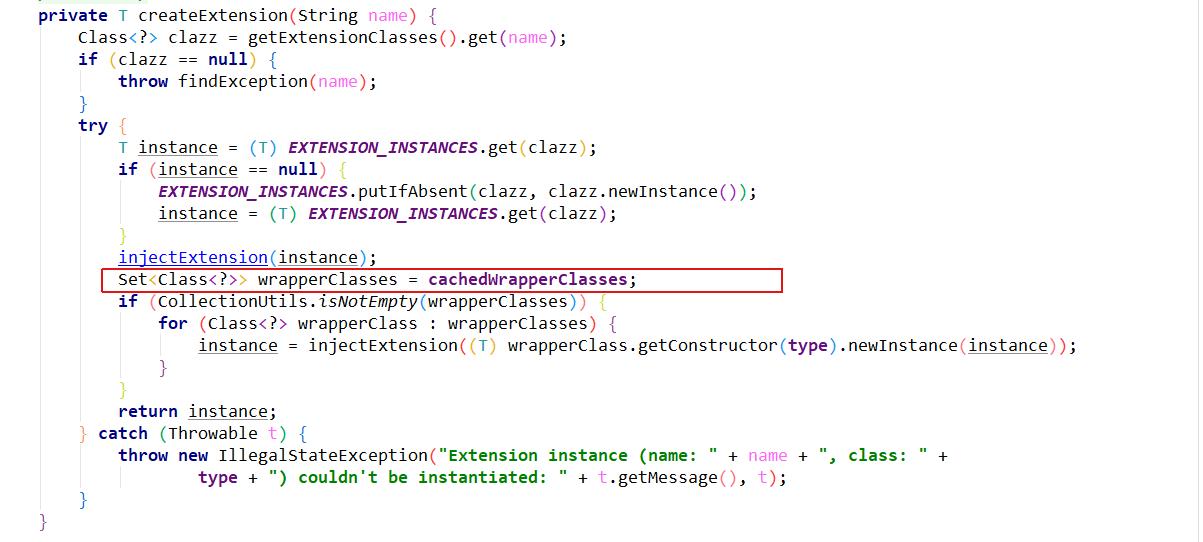 private T createExtension(String name) {
    Class<?> clazz = getExtensionClasses().get(name);
    if (clazz == null) {
        throw findException(name);
    }
    try {
        T instance = (T) EXTENSION_INSTANCES.get(clazz);
        if (instance == null) {
            EXTENSION_INSTANCES.putIfAbsent(clazz, clazz.newInstance());
            instance = (T) EXTENSION_INSTANCES.get(clazz);
        }
        injectExtension(instance);
        Set<Class<?>> wrapperClasses = cachedWrapperClasses;
        if (CollectionUtils.isNotEmpty(wrapperClasses)) {
            for (Class<?> wrapperClass : wrapperClasses) {
                instance = injectExtension((T) wrapperClass.getConstructor(type).newInstance(instance));
            }
        }
        return instance;
    } catch (Throwable t) {
        throw new IllegalStateException("Extension instance (name: " + name + ", class: " +
                type + ") couldn't be instantiated: " + t.getMessage(), t);
    }
}